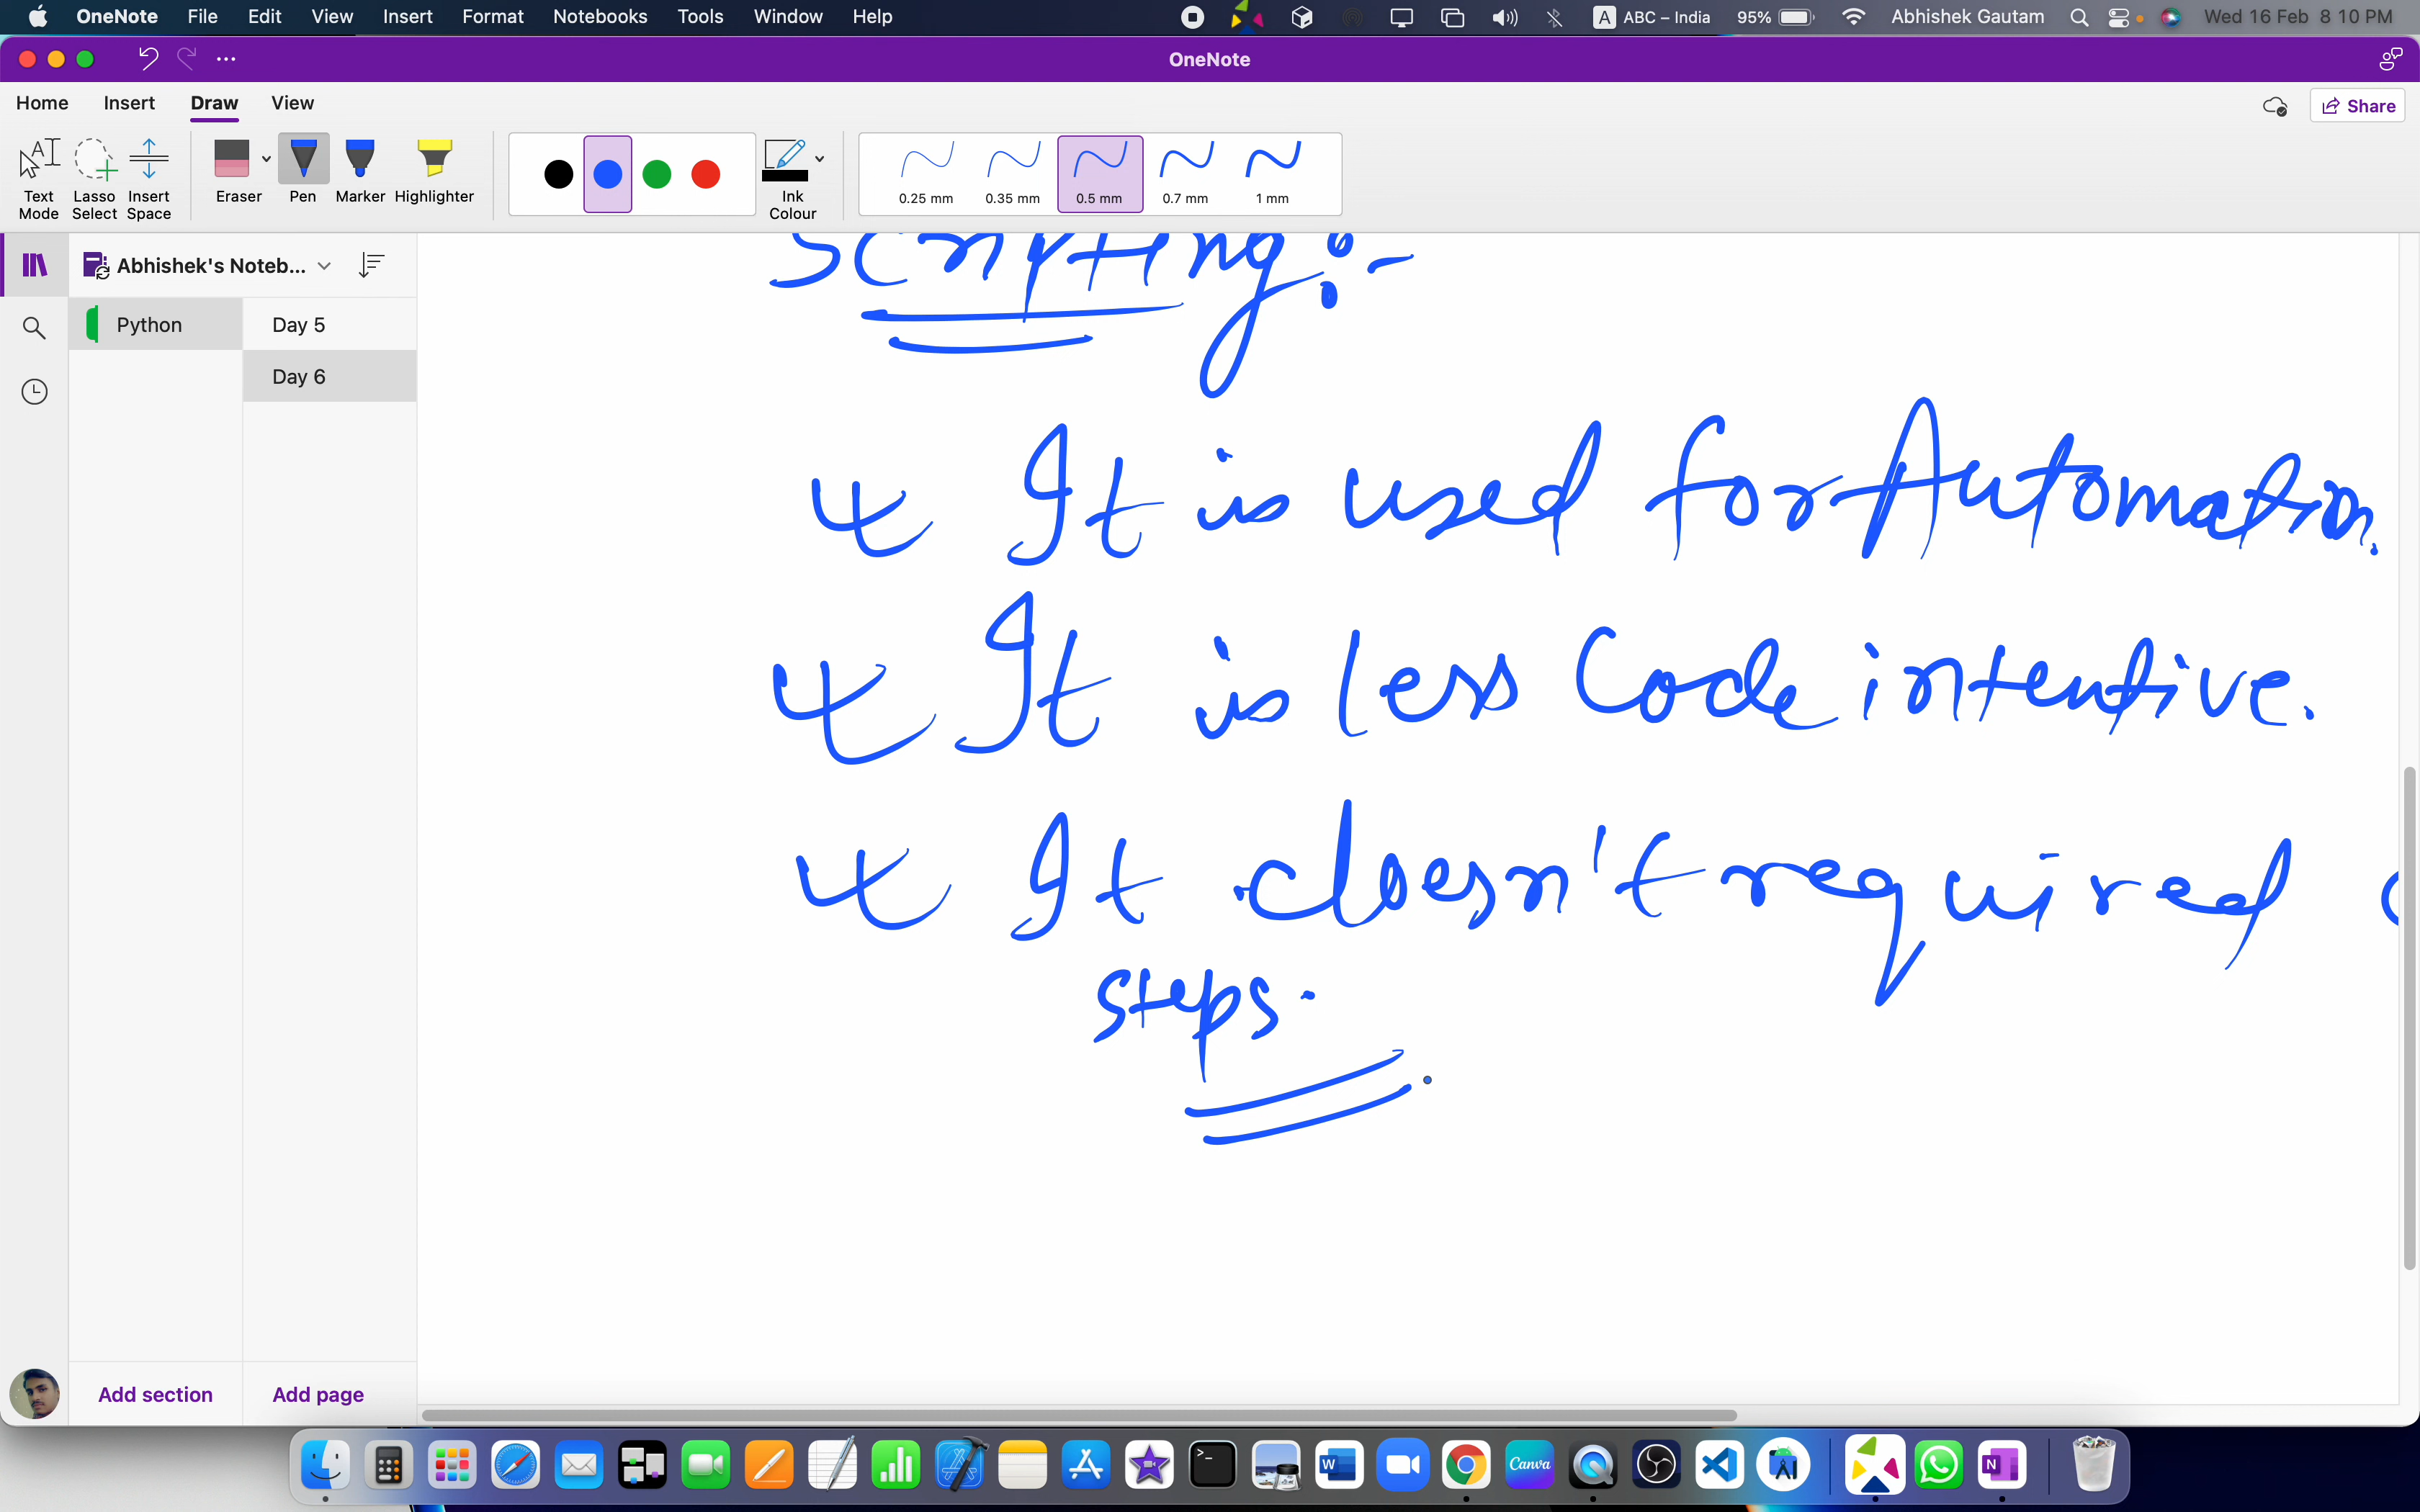 OneNote File Edit View Insert Format Notebooks Tools Window Help A ABC – India 95% Abhishek Gautam Wed 16 Feb 8 10 PM
OneNote
Home Insert Draw View Share
Text Mode Lasso Select Insert Space Eraser Pen Marker Highlighter Ink Colour 0.25 mm 0.35 mm 0.5 mm 0.7 mm 1 mm
Abhishek's Noteb...
Python Day 5
Day 6
Scripting:-
It is used for Automation.
It is less Code intentive.
It doesn't required
steps.
Add section Add page
W Canva N